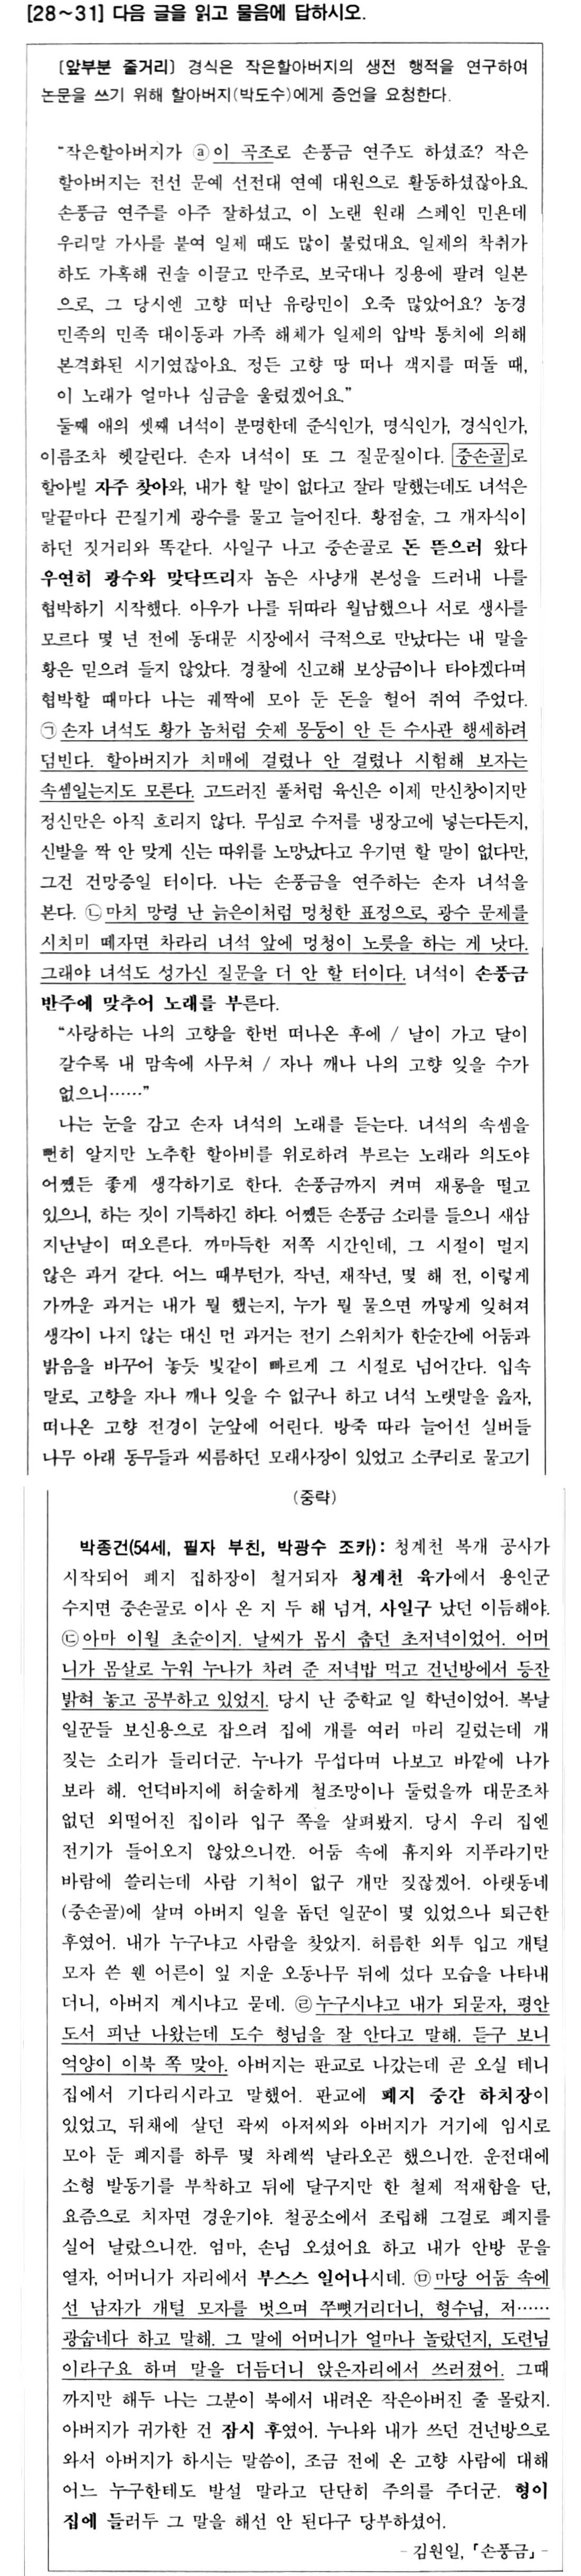 [28～31] 다음 글을 읽고 물음에 답하시오.
[앞부분 줄거리] 경식은 작은할아버지의 생전 행적을 연구하여
논문을 쓰기 위해 할아버지(박도수)에게 증언을 요청한다.
“작은할아버지가 ⓐ이 곡조로 손풍금 연주도 하셨죠? 작은
할아버지는 전선 문예 선전대 연예 대원으로 활동하셨잖아요.
손풍금 연주를 아주 잘하셨고, 이 노랜 원래 스페인 민욘데
우리말 가사를 붙여 일제 때도 많이 불렀대요. 일제의 착취가
하도 가혹해 권솔 이끌고 만주로, 보국대나 징용에 팔려 일본
으로, 그 당시엔 고향 떠난 유랑민이 오죽 많았어요? 농경
민족의 민족 대이동과 가족 해체가 일제의 압박 통치에 의해
본격화된 시기였잖아요. 정든 고향 땅 떠나 객지를 떠돌 때,
이 노래가 얼마나 심금을 울렸겠어요.”
둘째 애의 셋째 녀석이 분명한데 준식인가, 명식인가, 경식인가,
이름조차 헷갈린다. 손자 녀석이 또 그 질문질이다. 중손골로
할아빌 자주 찾아와, 내가 할 말이 없다고 잘라 말했는데도 녀석은
말끝마다 끈질기게 광수를 물고 늘어진다. 황점술, 그 개자식이
하던 짓거리와 똑같다. 사일구 나고 중손골로 돈 뜯으러 왔다
우연히 광수와 맞닥뜨리자 놈은 사냥개 본성을 드러내 나를
협박하기 시작했다. 아우가 나를 뒤따라 월남했으나 서로 생사를
모르다 몇 년 전에 동대문 시장에서 극적으로 만났다는 내 말을
황은 믿으려 들지 않았다. 경찰에 신고해 보상금이나 타야겠다며
협박할 때마다 나는 궤짝에 모아 둔 돈을 헐어 쥐여 주었다.
㉠손자 녀석도 황가 놈처럼 숫제 몽둥이 안 든 수사관 행세하려
덤빈다. 할아버지가 치매에 걸렸나 안 걸렸나 시험해 보자는
속셈일는지도 모른다. 고드러진 풀처럼 육신은 이제 만신창이지만
정신만은 아직 흐리지 않다. 무심코 수저를 냉장고에 넣는다든지,
신발을 짝 안 맞게 신는 따위를 노망났다고 우기면 할 말이 없다만,
그건 건망증일 터이다. 나는 손풍금을 연주하는 손자 녀석을
본다. ㉡마치 망령 난 늙은이처럼 멍청한 표정으로, 광수 문제를
시치미 떼자면 차라리 녀석 앞에 멍청이 노릇을 하는 게 낫다.
그래야 녀석도 성가신 질문을 더 안 할 터이다. 녀석이 손풍금
반주에 맞추어 노래를 부른다.
“사랑하는 나의 고향을 한번 떠나온 후에 / 날이 가고 달이
갈수록 내 맘속에 사무쳐 / 자나 깨나 나의 고향 잊을 수가
없으니……”
나는 눈을 감고 손자 녀석의 노래를 듣는다. 녀석의 속셈을
뻔히 알지만 노추한 할아비를 위로하려 부르는 노래라 의도야
어쨌든 좋게 생각하기로 한다. 손풍금까지 켜며 재롱을 떨고
있으니, 하는 짓이 기특하긴 하다. 어쨌든 손풍금 소리를 들으니 새삼
지난날이 떠오른다. 까마득한 저쪽 시간인데, 그 시절이 멀지
않은 과거 같다. 어느 때부턴가, 작년, 재작년, 몇 해 전, 이렇게
가까운 과거는 내가 뭘 했는지, 누가 뭘 물으면 까맣게 잊혀져
생각이 나지 않는 대신 먼 과거는 전기 스위치가 한순간에 어둠과
밝음을 바꾸어 놓듯 빛같이 빠르게 그 시절로 넘어간다. 입속
말로, 고향을 자나 깨나 잊을 수 없구나 하고 녀석 노랫말을 읊자,
떠나온 고향 전경이 눈앞에 어린다. 방죽 따라 늘어선 실버들
나무 아래 동무들과 씨름하던 모래사장이 있었고 소쿠리로 물고기
(중략)
박종건(54세, 필자 부친, 박광수 조카) : 청계천 복개 공사가
시작되어 폐지 집하장이 철거되자 청계천 육가에서 용인군
수지면 중손골로 이사 온 지 두 해 넘겨, 사일구 났던 이듬해야.
㉢아마 이월 초순이지. 날씨가 몹시 춥던 초저녁이었어. 어머
니가 몸살로 누워 누나가 차려 준 저녁밥 먹고 건넌방에서 등잔
밝혀 놓고 공부하고 있었지. 당시 난 중학교 일 학년이었어. 복날
일꾼들 보신용으로 잡으려 집에 개를 여러 마리 길렀는데 개
짖는 소리가 들리더군. 누나가 무섭다며 나보고 바깥에 나가
보라 해. 언덕바지에 허술하게 철조망이나 둘렀을까 대문조차
없던 외떨어진 집이라 입구 쪽을 살펴봤지. 당시 우리 집엔
전기가 들어오지 않았으니깐. 어둠 속에 휴지와 지푸라기만
바람에 쓸리는데 사람 기척이 없구 개만 짖잖겠어. 아랫동네
(중손골)에 살며 아버지 일을 돕던 일꾼이 몇 있었으나 퇴근한
후였어. 내가 누구냐고 사람을 찾았지. 허름한 외투 입고 개털
모자 쓴 웬 어른이 잎 지운 오동나무 뒤에 섰다 모습을 나타내
더니, 아버지 계시냐고 묻데. ㉣누구시냐고 내가 되묻자, 평안
도서 피난 나왔는데 도수 형님을 잘 안다고 말해. 듣구 보니
억양이 이북 쪽 맞아. 아버지는 판교로 나갔는데 곧 오실 테니
집에서 기다리시라고 말했어. 판교에 폐지 중간 하치장이
있었고, 뒤채에 살던 곽씨 아저씨와 아버지가 거기에 임시로
모아 둔 폐지를 하루 몇 차례씩 날라오곤 했으니깐. 운전대에
소형 발동기를 부착하고 뒤에 달구지만 한 철제 적재함을 단,
요즘으로 치자면 경운기야. 철공소에서 조립해 그걸로 폐지를
실어 날랐으니깐. 엄마, 손님 오셨어요 하고 내가 안방 문을
열자, 어머니가 자리에서 부스스 일어나시데. ㉤마당 어둠 속에
선 남자가 개털 모자를 벗으며 쭈뼛거리더니, 형수님, 저……
광숩네다 하고 말해. 그 말에 어머니가 얼마나 놀랐던지, 도련님
이라구요 하며 말을 더듬더니 앉은자리에서 쓰러졌어. 그때
까지만 해두 나는 그분이 북에서 내려온 작은아버진 줄 몰랐지.
아버지가 귀가한 건 잠시 후였어. 누나와 내가 쓰던 건넌방으로
와서 아버지가 하시는 말씀이, 조금 전에 온 고향 사람에 대해
어느 누구한테도 발설 말라고 단단히 주의를 주더군. 형이
집에 들러두 그 말을 해선 안 된다구 당부하셨어.
- 김원일, 「손풍금」 -